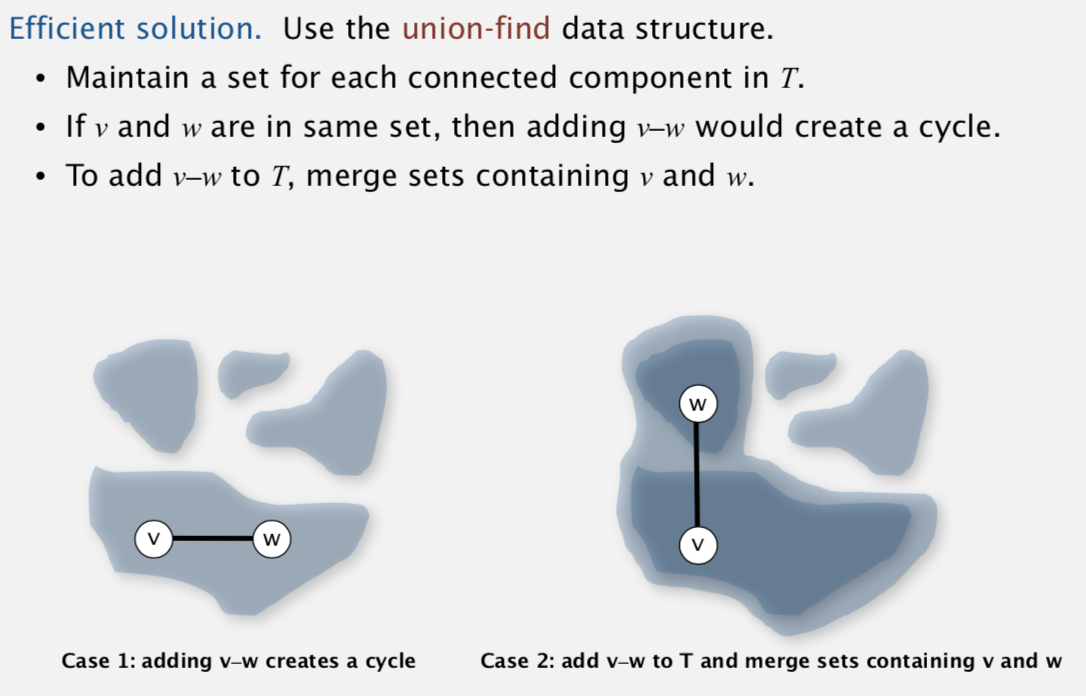 Efficient solution. Use the union-find data structure.
• Maintain a set for each connected component in T.
• If v and w are in same set, then adding v–w would create a cycle.
• To add v–w to T, merge sets containing v and w.
w
v w
v
Case 1: adding v–w creates a cycle
Case 2: add v–w to T and merge sets containing v and w